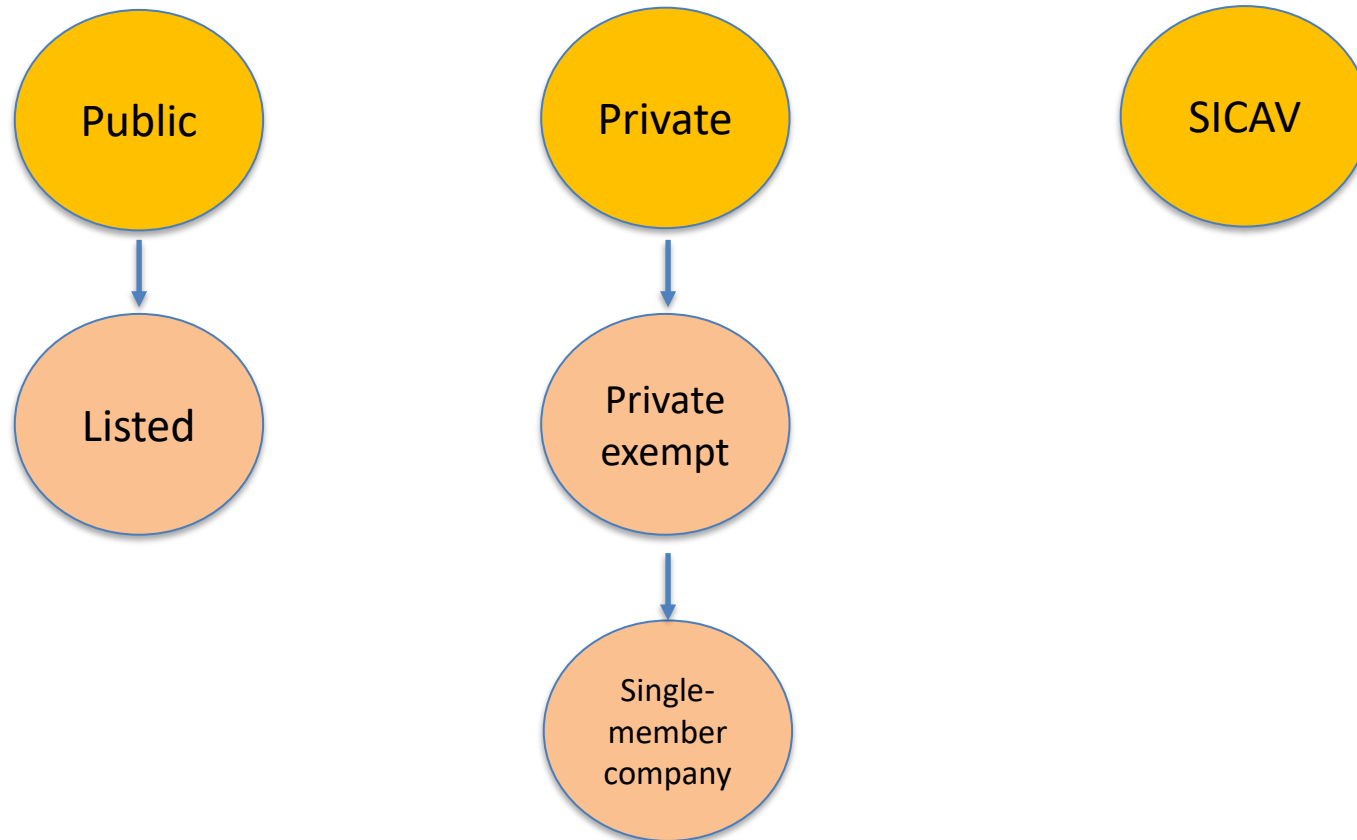 Public
Private
SICAV
Listed
Private
exempt
Single-
member
company